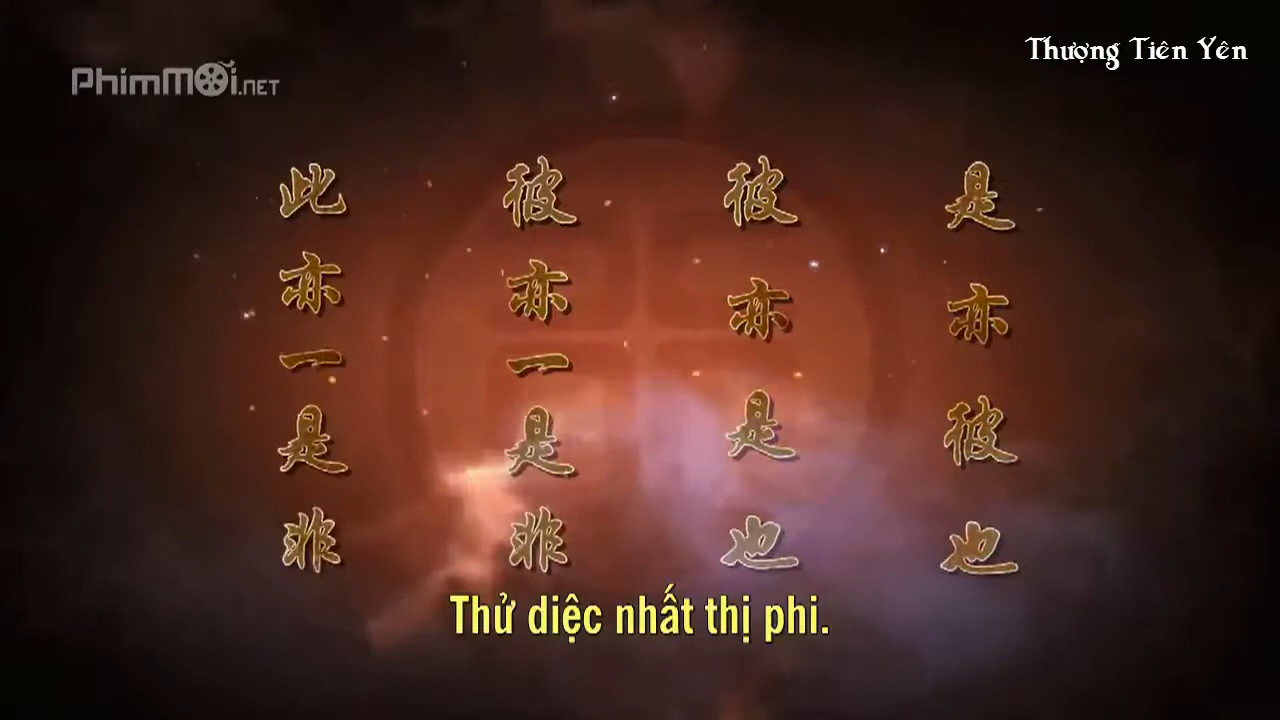 PhimMỗi.NET
Thượng Tiên Yên
是亦彼也
彼亦是也
彼亦一是非
此亦一是非
Thử diệc nhất thị phi.